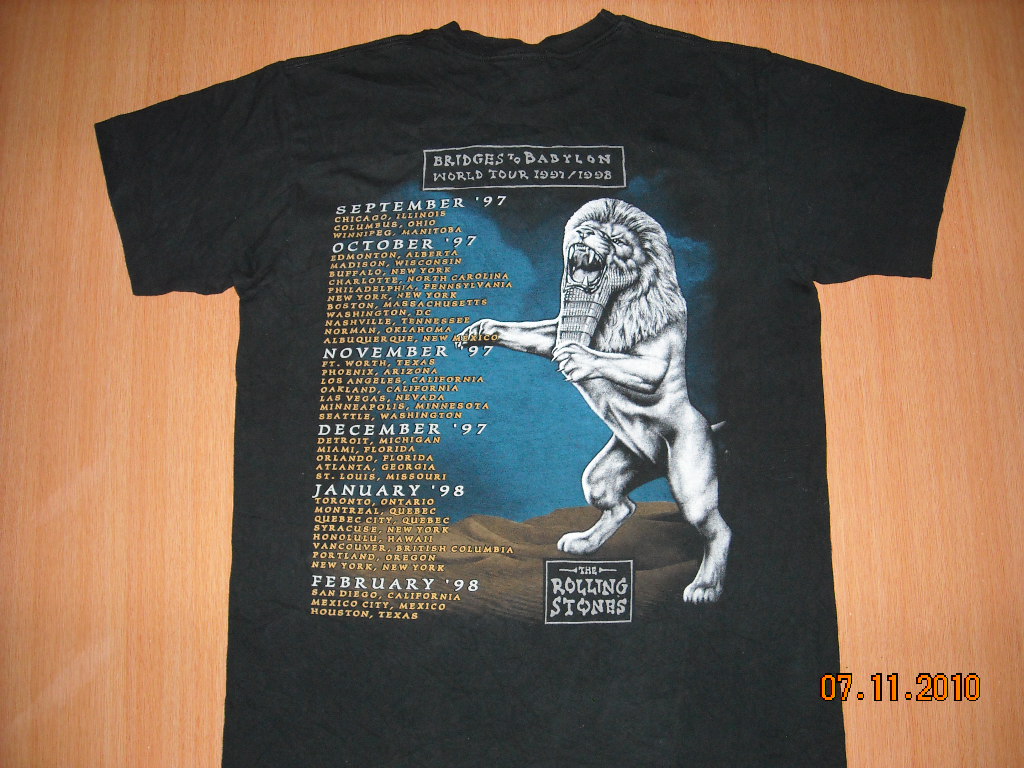 BRIDGES TO BABYLON
WORLD TOUR 1997/1998
SEPTEMBER '97
CHICAGO, ILLINOIS
COLUMBUS, OHIO
WINNIPEG, MANITOBA
OCTOBER '97
EDMONTON, ALBERTA
MADISON, WISCONSIN
BUFFALO, NEW YORK
CHARLOTTE, NORTH CAROLINA
PHILADELPHIA, PENNSYLVANIA
NEW YORK, NEW YORK
BOSTON, MASSACHUSETTS
WASHINGTON, DC
NASHVILLE, TENNESSEE
NORMAN, OKLAHOMA
ALBUQUERQUE, NEW MEXICO
NOVEMBER '97
FT. WORTH, TEXAS
PHOENIX, ARIZONA
LOS ANGELES, CALIFORNIA
OAKLAND, CALIFORNIA
LAS VEGAS, NEVADA
MINNEAPOLIS, MINNESOTA
SEATTLE, WASHINGTON
DECEMBER '97
DETROIT, MICHIGAN
MIAMI, FLORIDA
ORLANDO, FLORIDA
ATLANTA, GEORGIA
ST. LOUIS, MISSOURI
JANUARY '98
TORONTO, ONTARIO
MONTREAL, QUEBEC
QUEBEC CITY, QUEBEC
SYRACUSE, NEW YORK
HONOLULU, HAWAII
VANCOUVER, BRITISH COLUMBIA
PORTLAND, OREGON
NEW YORK, NEW YORK
FEBRUARY '98
SAN DIEGO, CALIFORNIA
MEXICO CITY, MEXICO
HOUSTON, TEXAS
THE
ROLLING
STONES
07.11.2010